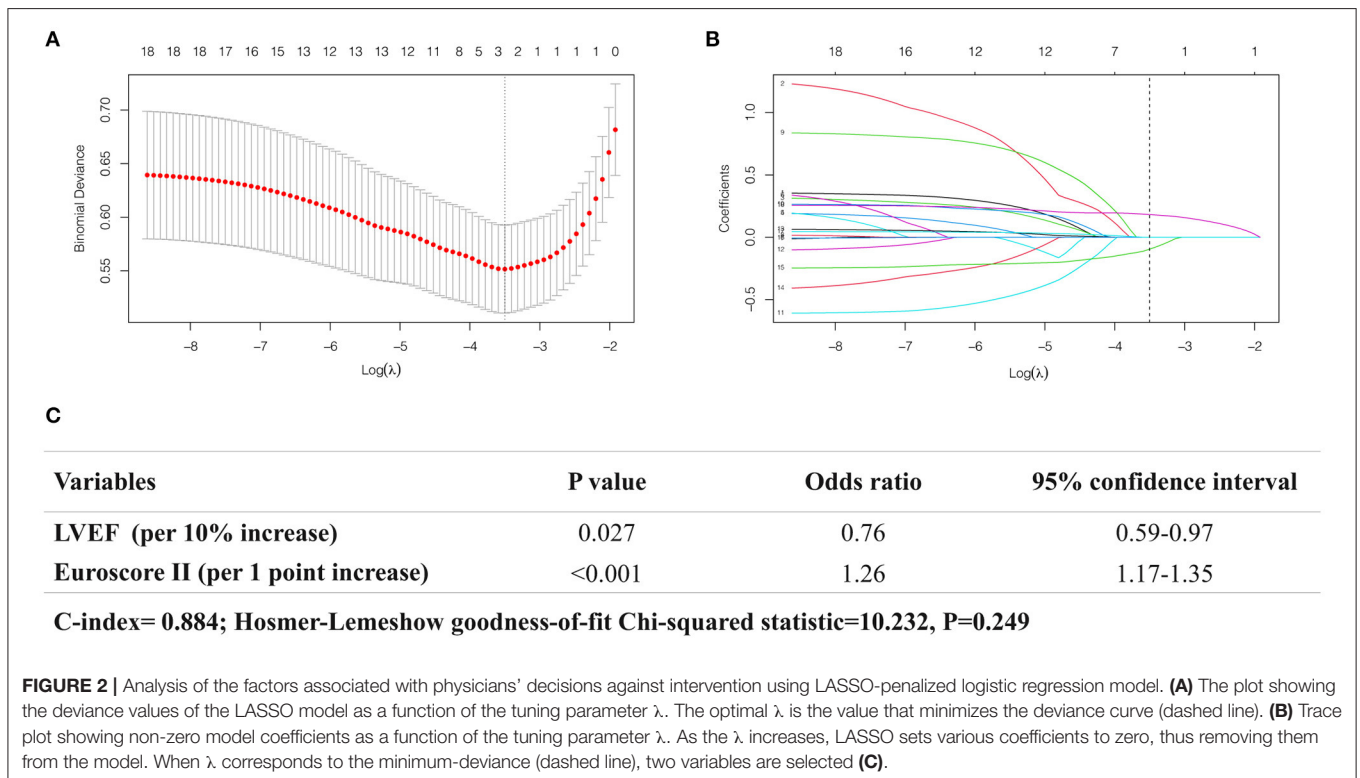 A
18 18 18 17 16 15 13 12 13 13 12 11 8 5 3 2 1 1 1 1 0
Binomial Deviance
0.70
0.65
0.60
0.55
−8 −7 −6 −5 −4 −3 −2
Log(λ)
B
18 16 12 12 7 1 1
Coefficients
1.0
0.5
0.0
−0.5
2
9
12
15
14
11
−8 −7 −6 −5 −4 −3 −2
Log(λ)
C
Variables P value Odds ratio 95% confidence interval
LVEF (per 10% increase) 0.027 0.76 0.59-0.97
Euroscore II (per 1 point increase) <0.001 1.26 1.17-1.35
C-index= 0.884; Hosmer-Lemeshow goodness-of-fit Chi-squared statistic=10.232, P=0.249
FIGURE 2 | Analysis of the factors associated with physicians' decisions against intervention using LASSO-penalized logistic regression model. (A) The plot showing
the deviance values of the LASSO model as a function of the tuning parameter λ. The optimal λ is the value that minimizes the deviance curve (dashed line). (B) Trace
plot showing non-zero model coefficients as a function of the tuning parameter λ. As the λ increases, LASSO sets various coefficients to zero, thus removing them
from the model. When λ corresponds to the minimum-deviance (dashed line), two variables are selected (C).